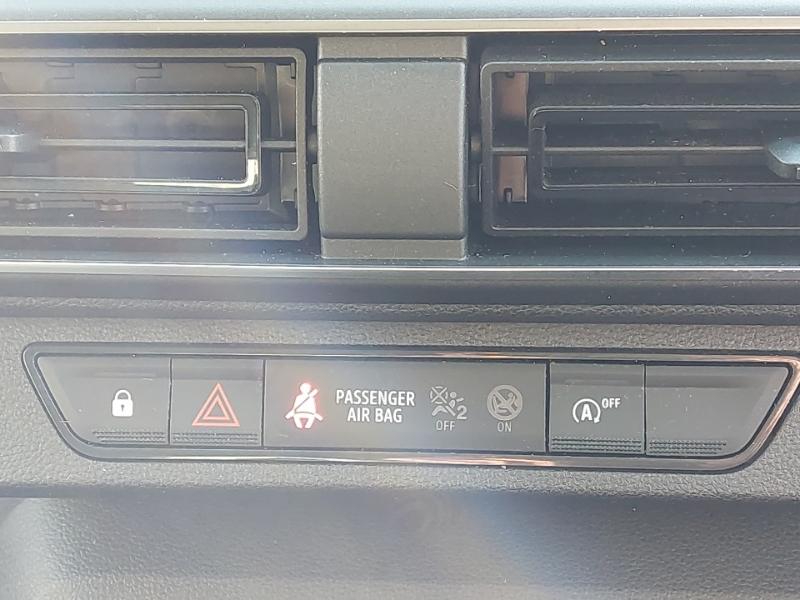 PASSENGER
AIR BAG
2
OFF
ON
A OFF